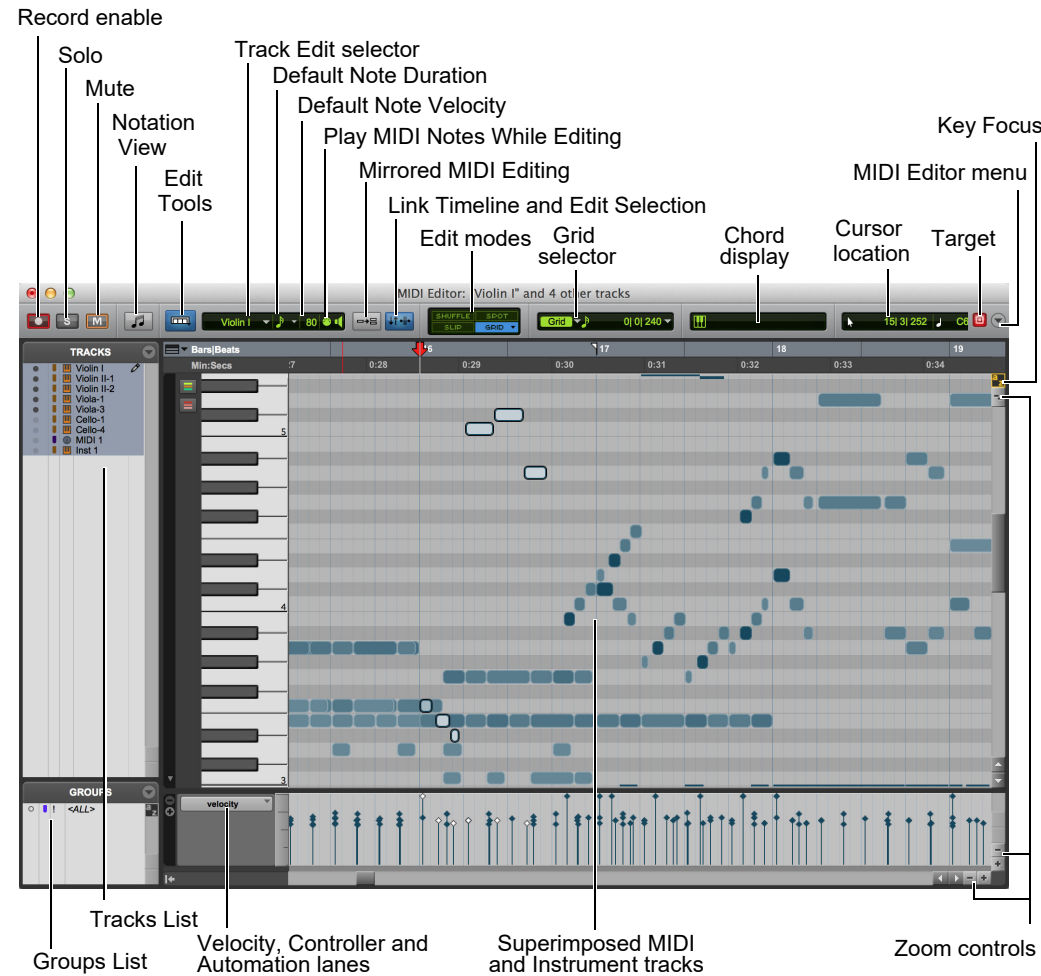 Record enable
Solo
Track Edit selector
Mute
Default Note Duration
Default Note Velocity
Notation
View
Play MIDI Notes While Editing
Key Focus
Edit
Tools
Mirrored MIDI Editing
MIDI Editor menu
Link Timeline and Edit Selection
Edit modes
Grid
selector
Chord
display
Cursor
location
Target
MIDI Editor: "Violin I" and 4 other tracks
S
M
Violin I
80
SHUFFLE SPOT
SLIP GRID
Grid
0| 0| 240
15| 3| 252
C6
TRACKS
Violin I
Violin II-1
Violin II-2
Viola-1
Viola-3
Cello-1
Cello-4
MIDI 1
Inst 1
Bars|Beats
17
18
19
Min:Secs
:7
0:28
0:29
0:30
0:31
0:32
0:33
0:34
5
4
3
GROUPS
! <ALL>
velocity
Tracks List
Groups List
Velocity, Controller and
Automation lanes
Superimposed MIDI
and Instrument tracks
Zoom controls